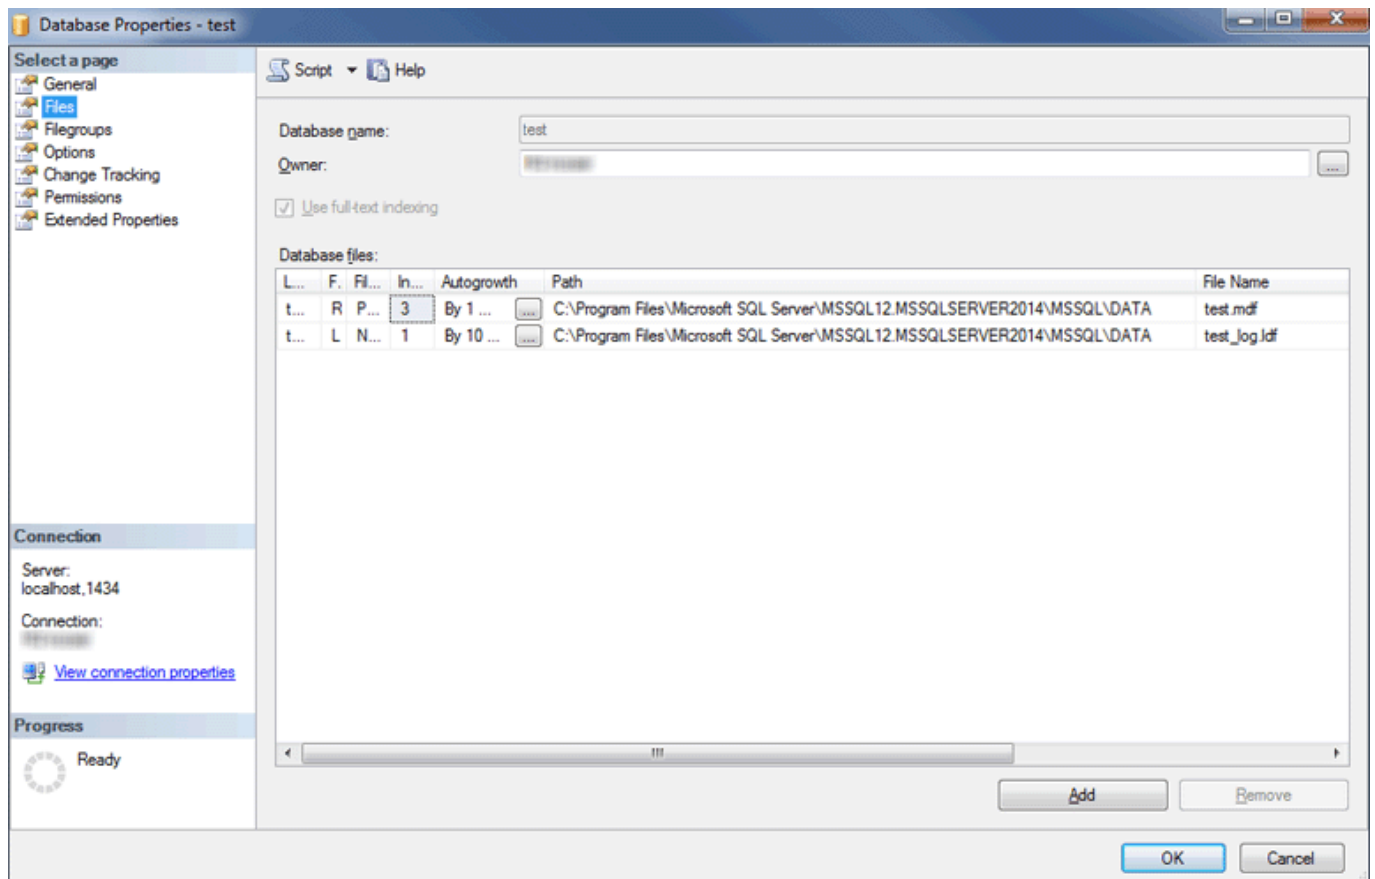 Database Properties - test
Select a page
General
Files
Filegroups
Options
Change Tracking
Permissions
Extended Properties
Script Help
Database name: test
Owner: ...
Use full-text indexing
Database files:
L... F. Fil... In... Autogrowth Path File Name
t... R P... 3 By 1 ... ... C:\Program Files\Microsoft SQL Server\MSSQL12.MSSQLSERVER2014\MSSQL\DATA test.mdf
t... L N... 1 By 10 ... ... C:\Program Files\Microsoft SQL Server\MSSQL12.MSSQLSERVER2014\MSSQL\DATA test_log.ldf
Connection
Server:
localhost,1434
Connection:
View connection properties
Progress
Ready
Add Remove
OK Cancel